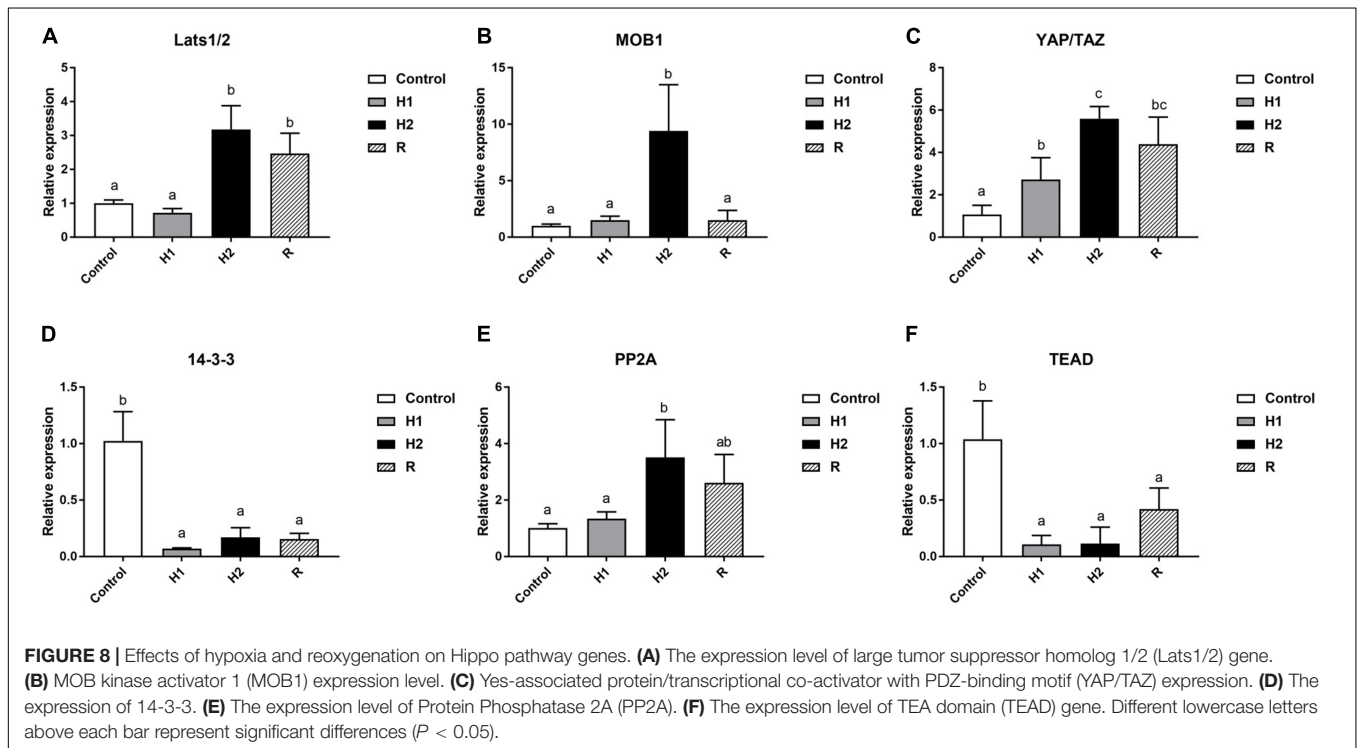 A
Lats1/2
Relative expression
5
4
3
2
1
0
a
a
b
b
Control
H1
H2
R
Control
H1
H2
R
B
MOB1
Relative expression
15
10
5
0
a
a
b
a
Control
H1
H2
R
Control
H1
H2
R
C
YAP/TAZ
Relative expression
8
6
4
2
0
a
b
c
bc
Control
H1
H2
R
Control
H1
H2
R
D
14-3-3
Relative expression
1.5
1.0
0.5
0.0
b
a
a
a
Control
H1
H2
R
Control
H1
H2
R
E
PP2A
Relative expression
6
4
2
0
a
a
b
ab
Control
H1
H2
R
Control
H1
H2
R
F
TEAD
Relative expression
1.5
1.0
0.5
0.0
b
a
a
a
Control
H1
H2
R
Control
H1
H2
R
FIGURE 8 | Effects of hypoxia and reoxygenation on Hippo pathway genes. (A) The expression level of large tumor suppressor homolog 1/2 (Lats1/2) gene.
(B) MOB kinase activator 1 (MOB1) expression level. (C) Yes-associated protein/transcriptional co-activator with PDZ-binding motif (YAP/TAZ) expression. (D) The
expression of 14-3-3. (E) The expression level of Protein Phosphatase 2A (PP2A). (F) The expression level of TEA domain (TEAD) gene. Different lowercase letters
above each bar represent significant differences (P < 0.05).